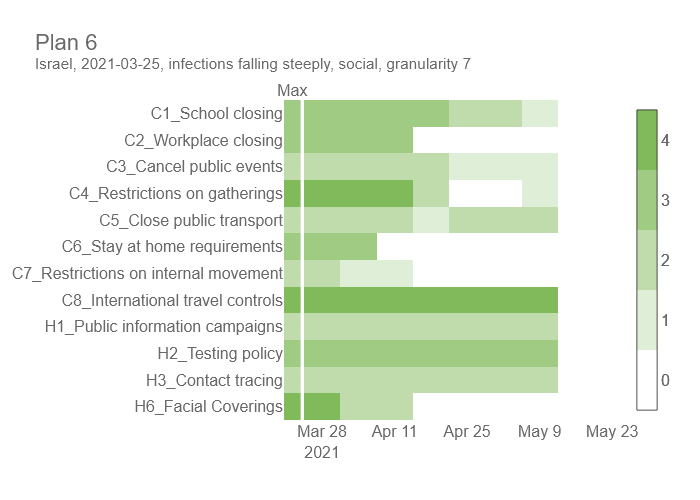 Plan 6
Israel, 2021-03-25, infections falling steeply, social, granularity 7
Max
C1_School closing
C2_Workplace closing
C3_Cancel public events
C4_Restrictions on gatherings
C5_Close public transport
C6_Stay at home requirements
C7_Restrictions on internal movement
C8_International travel controls
H1_Public information campaigns
H2_Testing policy
H3_Contact tracing
H6_Facial Coverings
Mar 28 Apr 11 Apr 25 May 9 May 23
2021
4
3
2
1
0